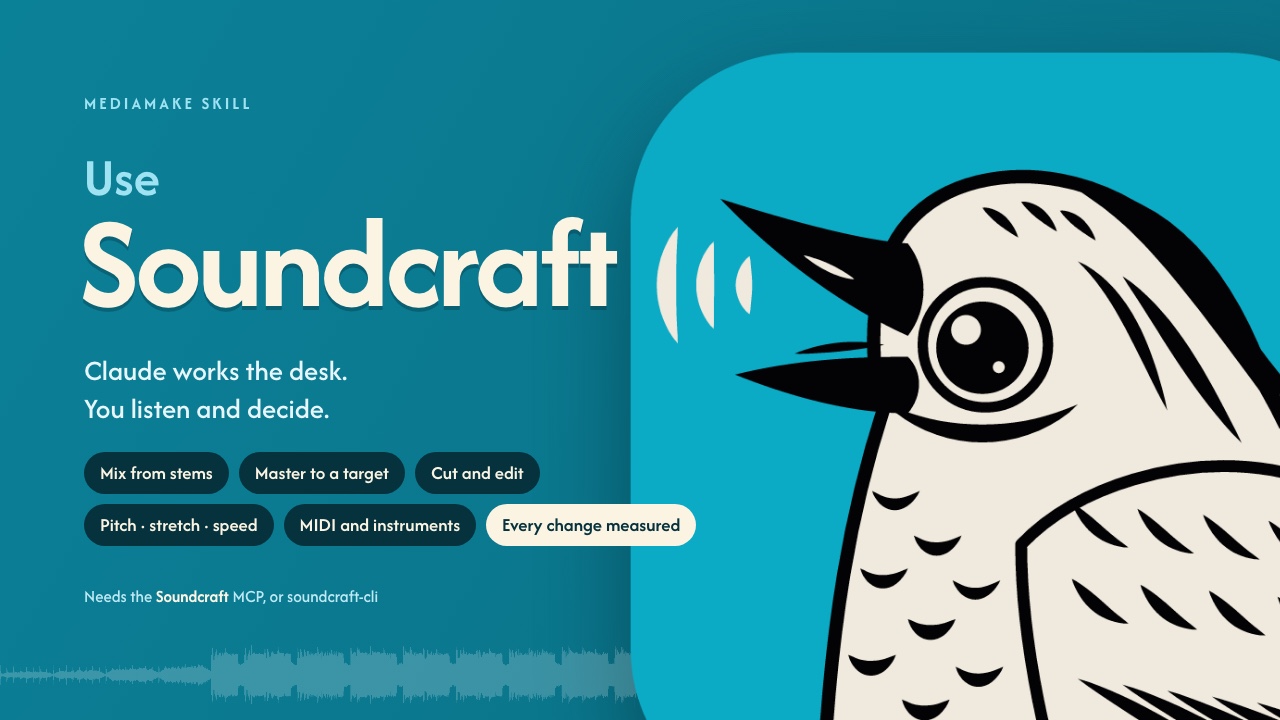 MEDIAMAKE SKILL
Use
Soundcraft
Claude works the desk.
You listen and decide.
Mix from stems
Master to a target
Cut and edit
Pitch · stretch · speed
MIDI and instruments
Every change measured
Needs the Soundcraft MCP, or soundcraft-cli